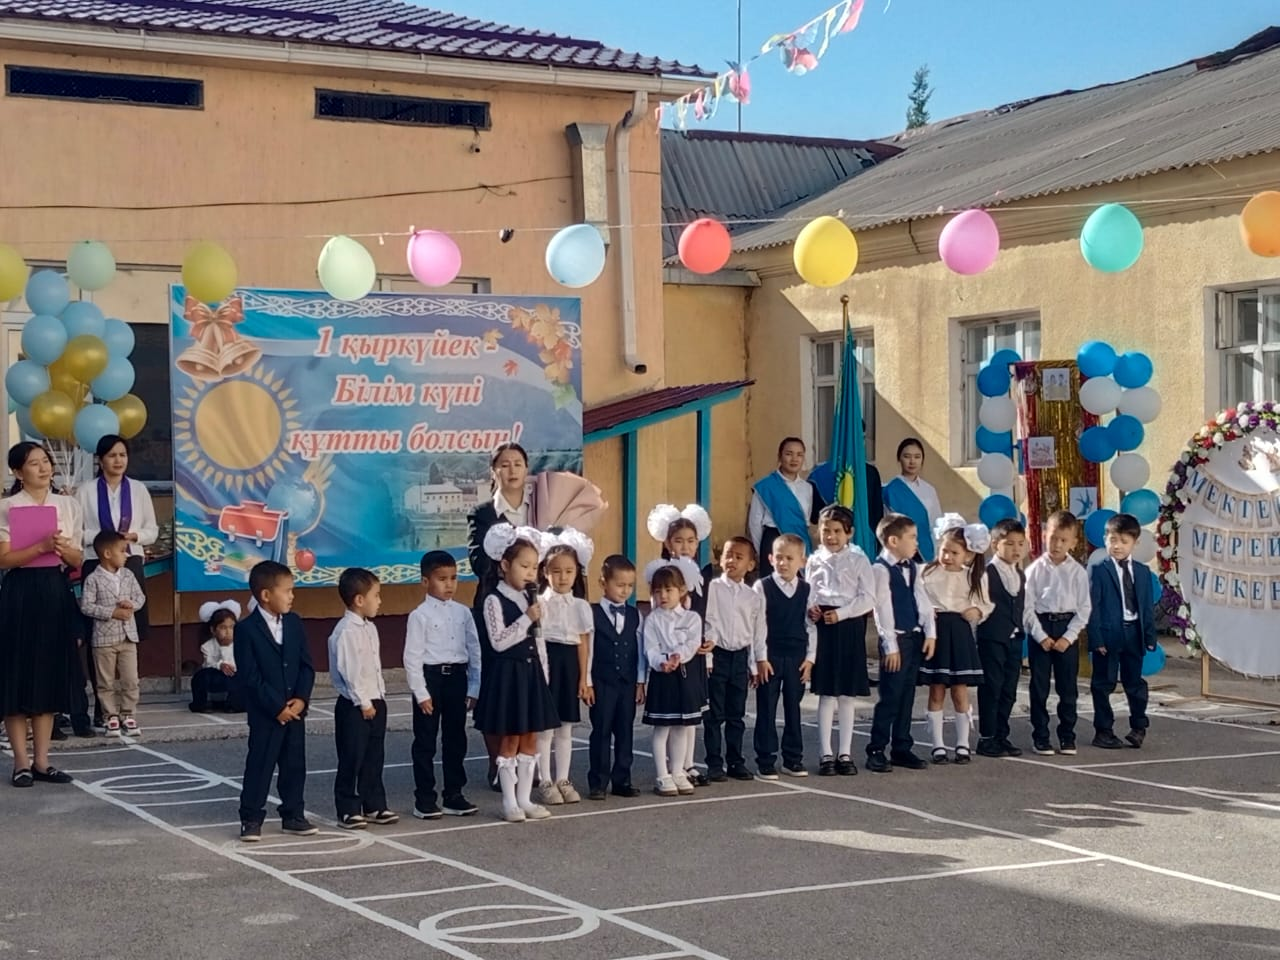 1 қыркүйек -
Білім күні
құтты болсын!
МЕКТЕ
МЕРЕЙ
МЕКЕН